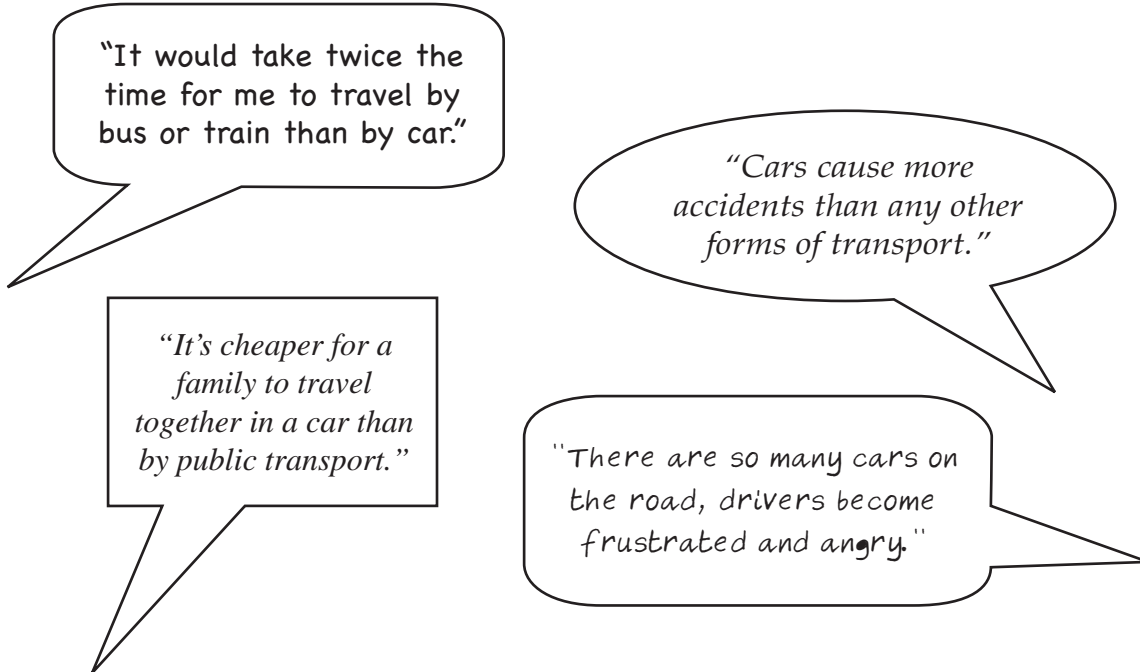 “It would take twice the
time for me to travel by
bus or train than by car.”
“Cars cause more
accidents than any other
forms of transport.”
“It’s cheaper for a
family to travel
together in a car than
by public transport.”
"There are so many cars on
the road, drivers become
frustrated and angry."